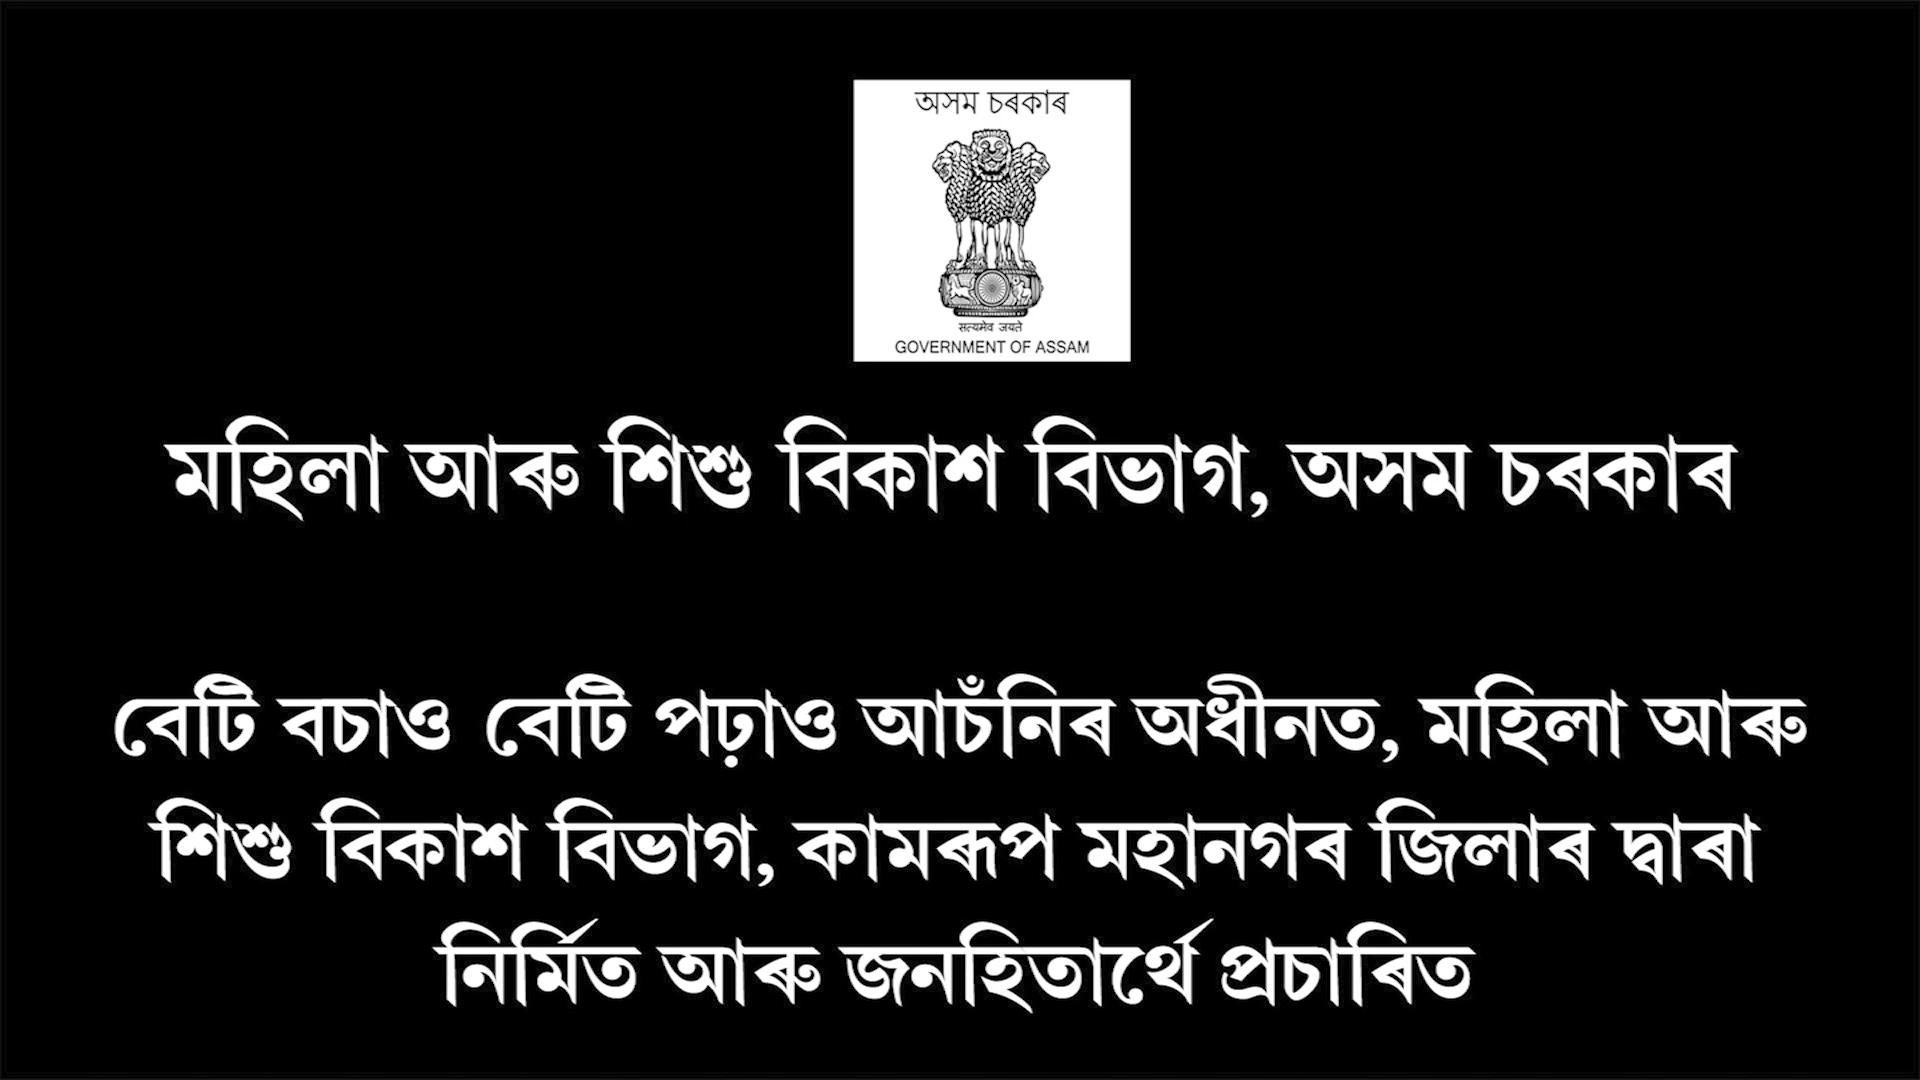 অসম চৰকাৰ
सत्यमेव जयते
GOVERNMENT OF ASSAM
মহিলা আৰু শিশু বিকাশ বিভাগ, অসম চৰকাৰ
বেটি বচাও বেটি পঢ়াও আচঁনিৰ অধীনত, মহিলা আৰু
শিশু বিকাশ বিভাগ, কামৰূপ মহানগৰ জিলাৰ দ্বাৰা
নিৰ্মিত আৰু জনহিতাৰ্থে প্ৰচাৰিত